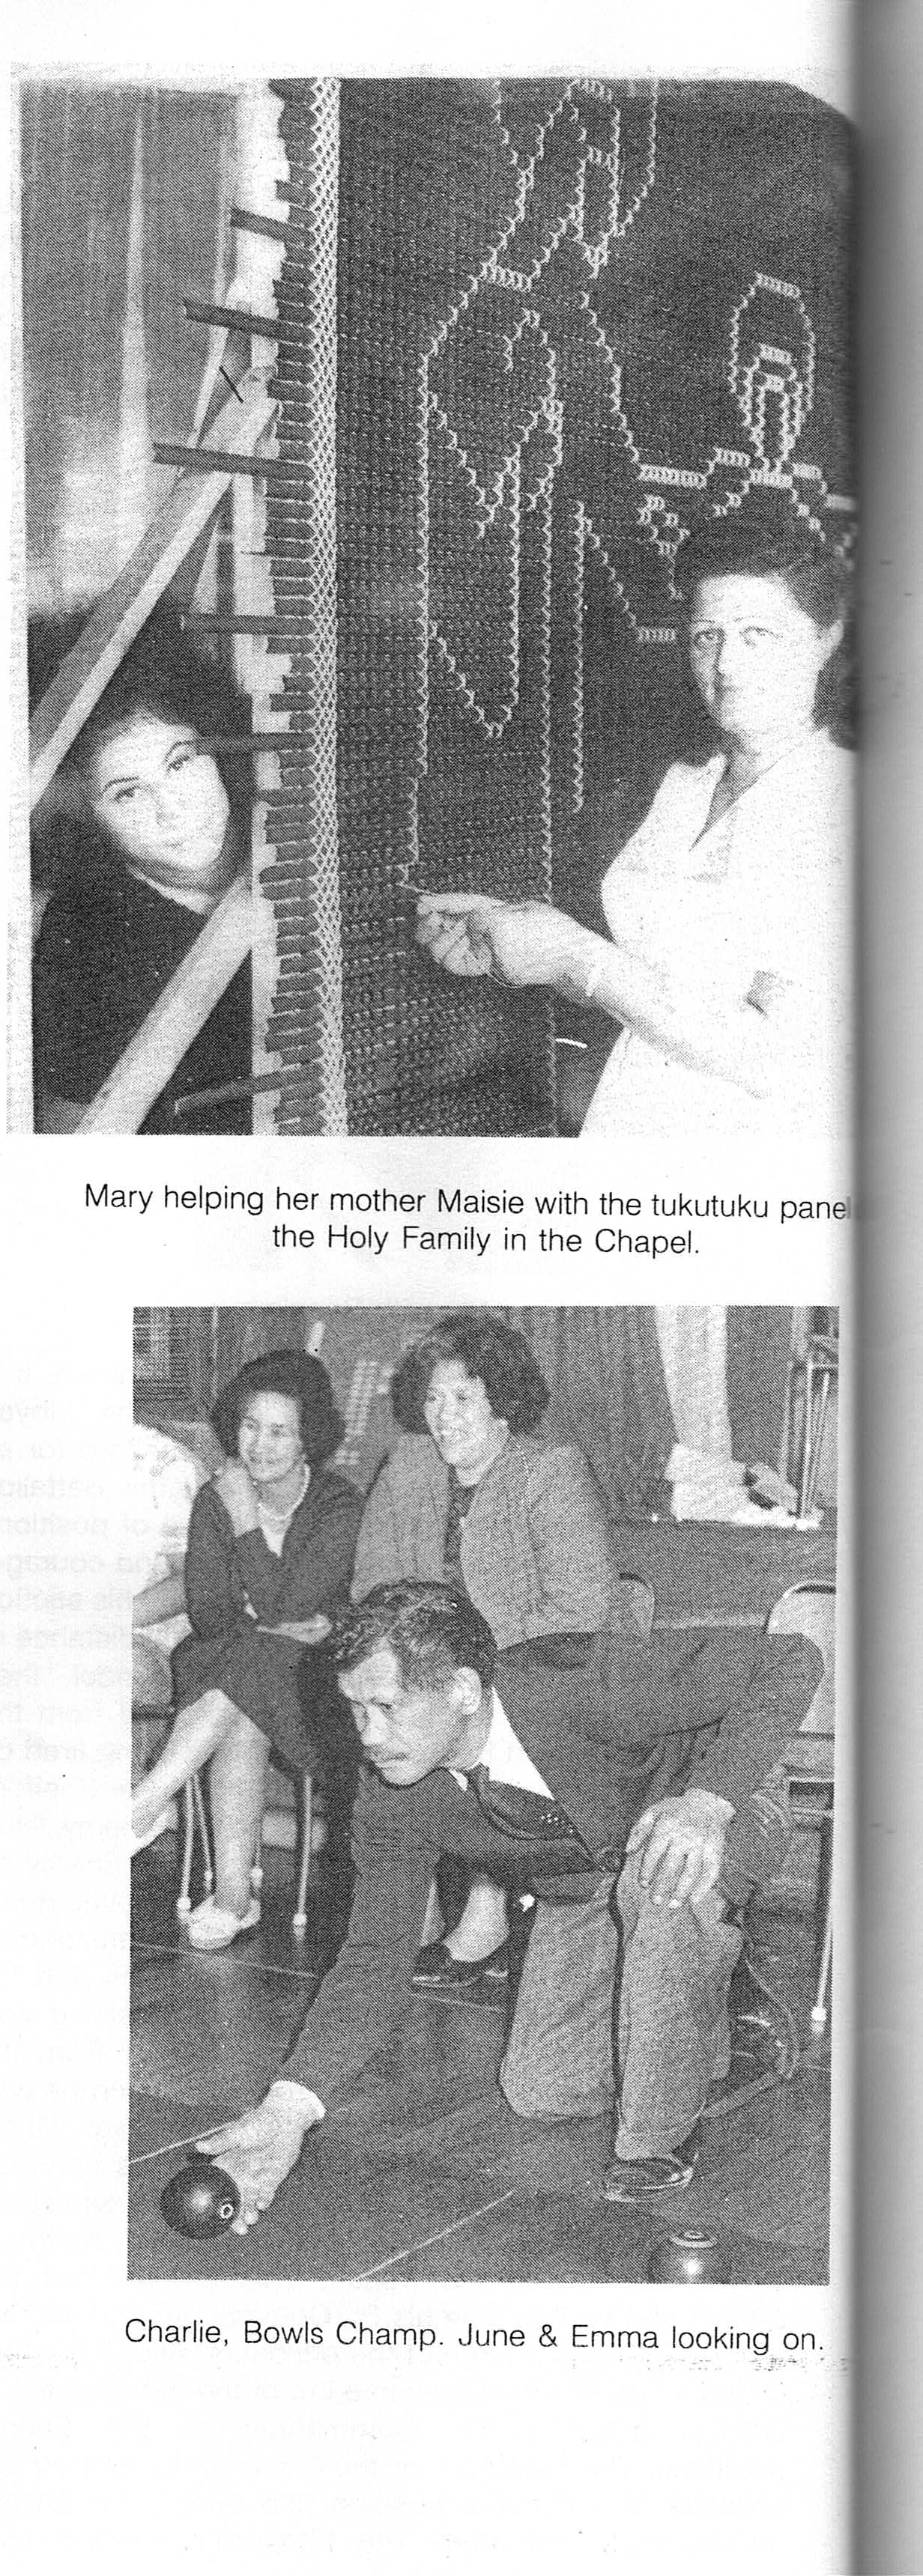 Mary helping her mother Maisie with the tukutuku panel
the Holy Family in the Chapel.
Charlie, Bowls Champ. June & Emma looking on.